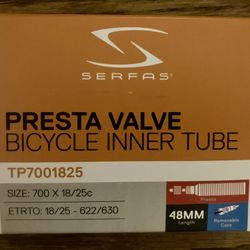 SERFAS®
PRESTA VALVE
BICYCLE INNER TUBE
TP7001825
SIZE: 700 X 18/25c
ETRTO: 18/25 - 622/630
Presta
48MM
Length
Removable
Core